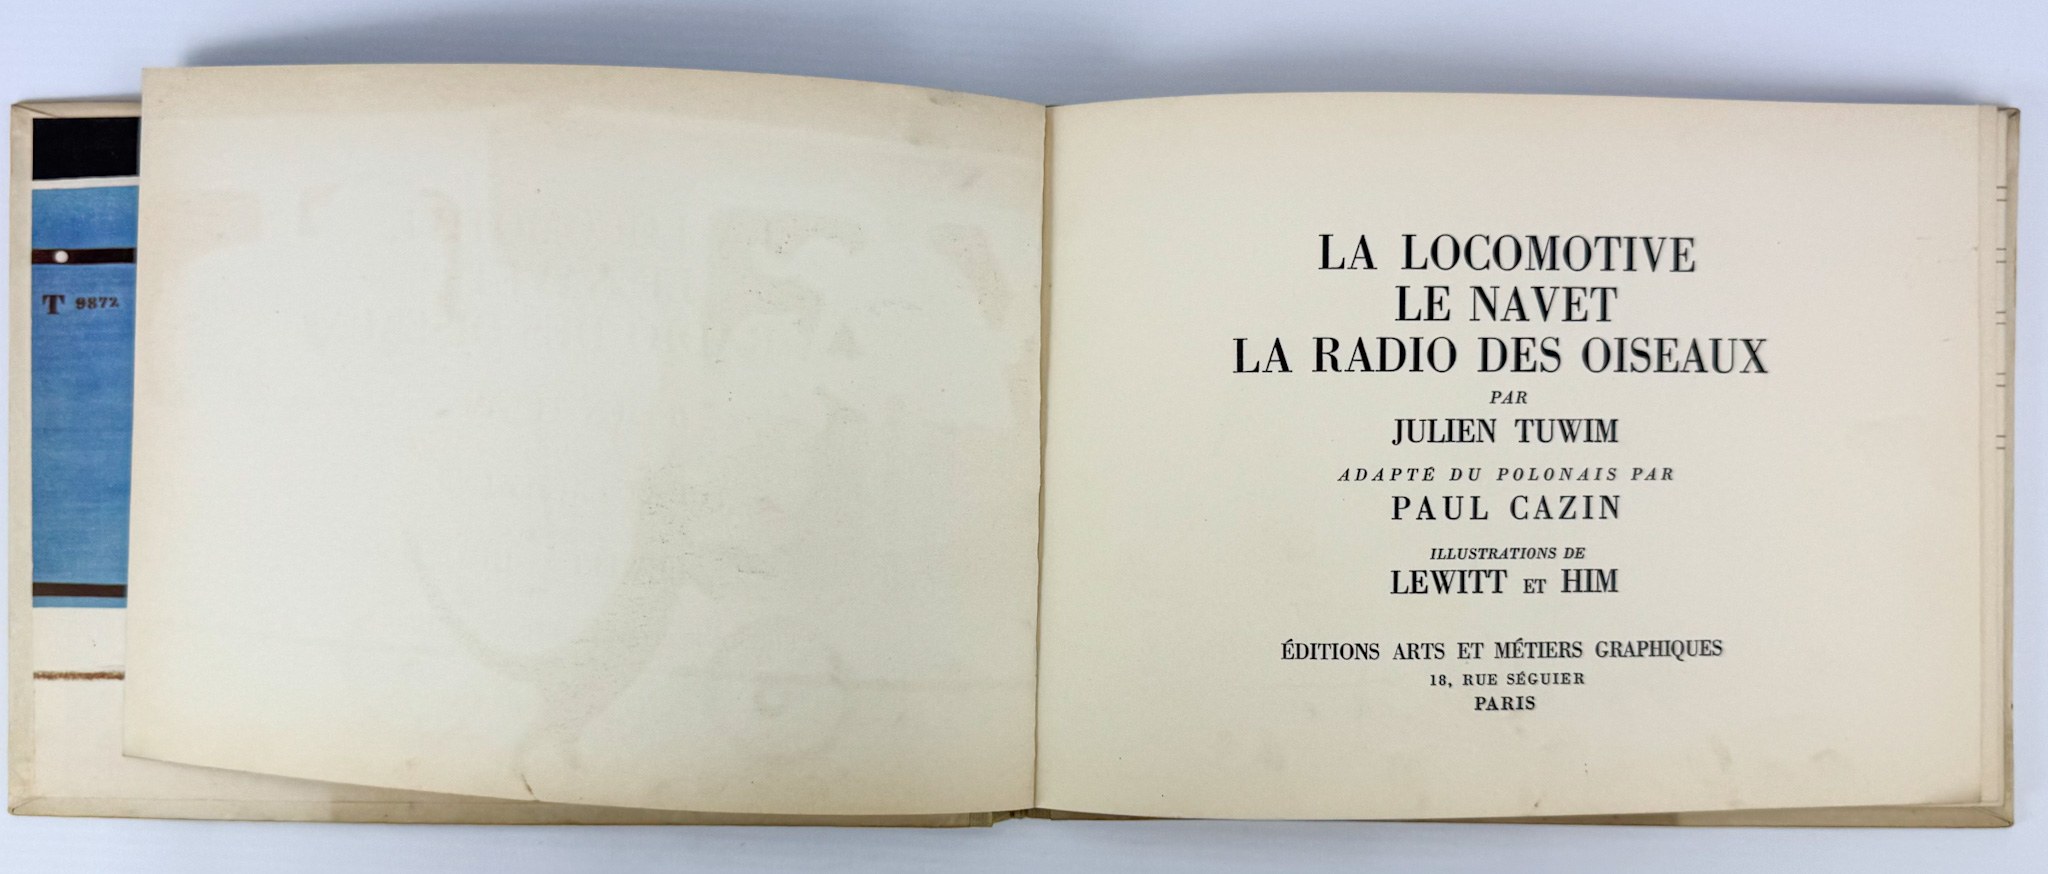 T 9872
LA LOCOMOTIVE
LE NAVET
LA RADIO DES OISEAUX
PAR
JULIEN TUWIM
ADAPTÉ DU POLONAIS PAR
PAUL CAZIN
ILLUSTRATIONS DE
LEWITT ET HIM
ÉDITIONS ARTS ET MÉTIERS GRAPHIQUES
18, RUE SÉGUIER
PARIS